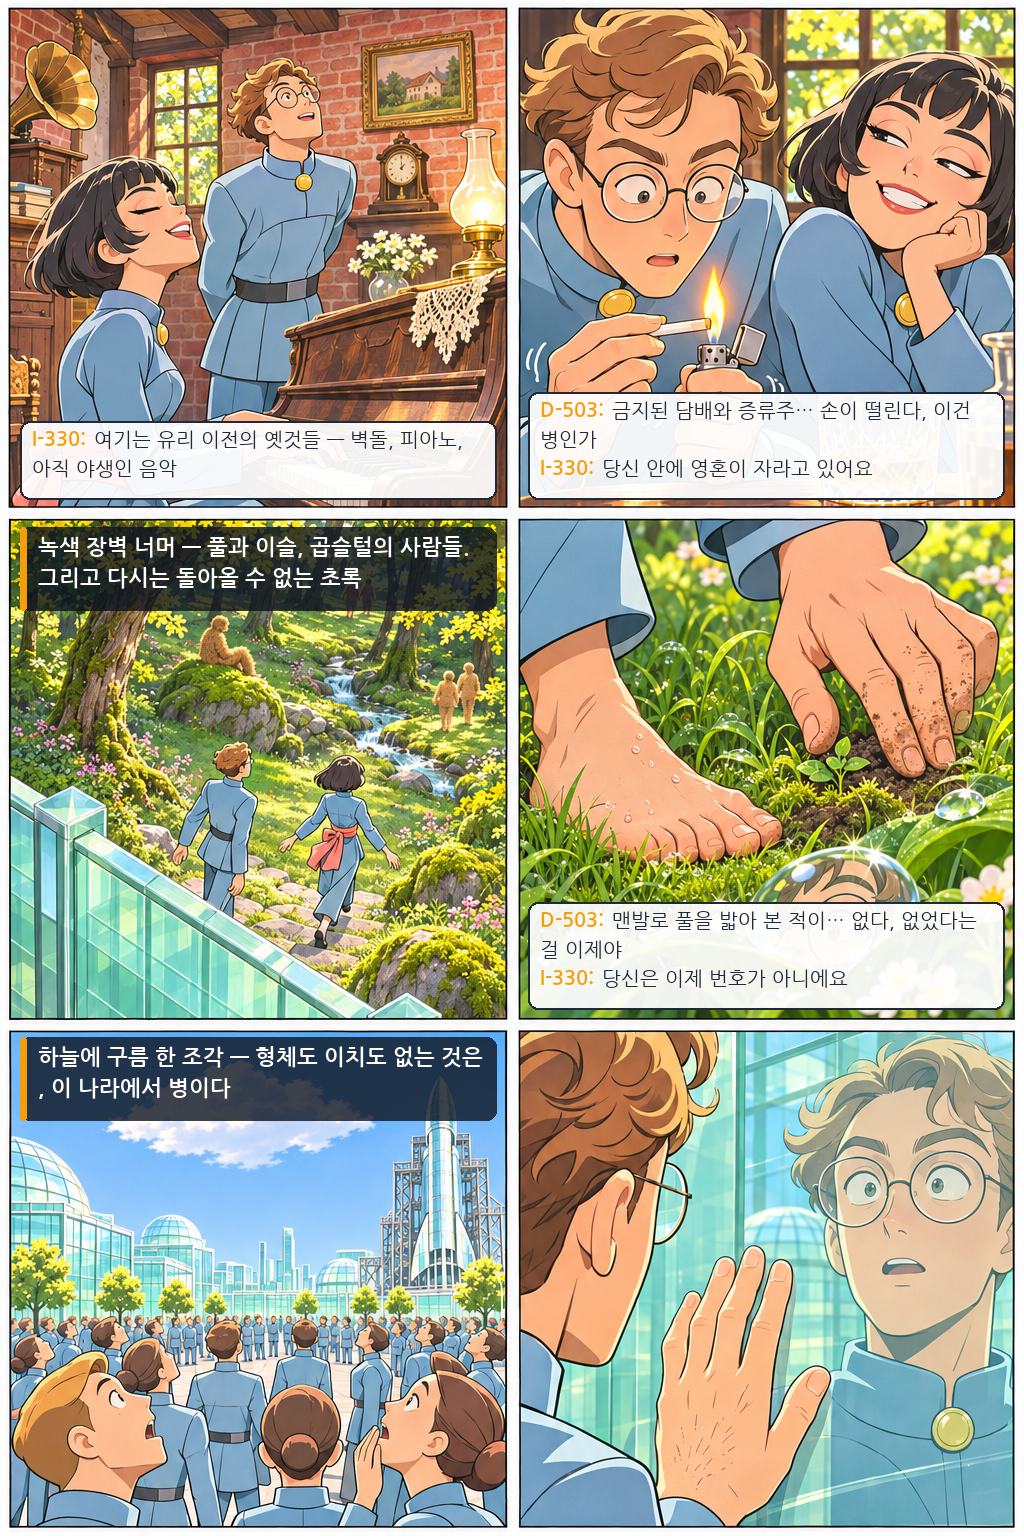 I-330: 여기는 유리 이전의 옛것들 — 벽돌, 피아노,
아직 야생인 음악
D-503: 금지된 담배와 증류주… 손이 떨린다, 이건
병인가
I-330: 당신 안에 영혼이 자라고 있어요
녹색 장벽 너머 — 풀과 이슬, 곱슬털의 사람들.
그리고 다시는 돌아올 수 없는 초록
D-503: 맨발로 풀을 밟아 본 적이… 없다, 없었다는
걸 이제야
I-330: 당신은 이제 번호가 아니에요
하늘에 구름 한 조각 — 형체도 이치도 없는 것은
, 이 나라에서 병이다